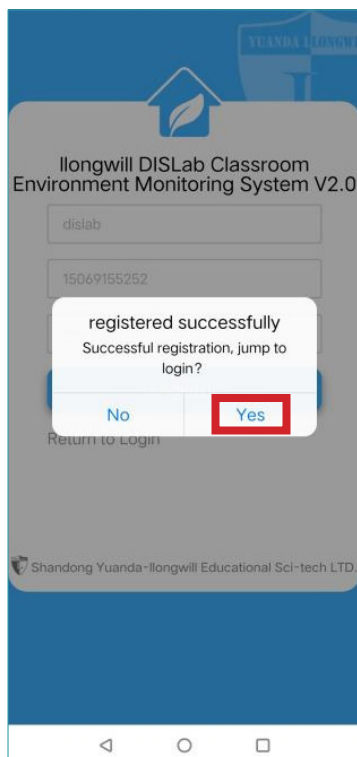 YUANDA LLONGWI
llongwill DISLab Classroom
Environment Monitoring System V2.0
dislab
15069155252
registered successfully
Successful registration, jump to
login?
No
Yes
Return to Login
Shandong Yuanda-llongwill Educational Sci-tech LTD.